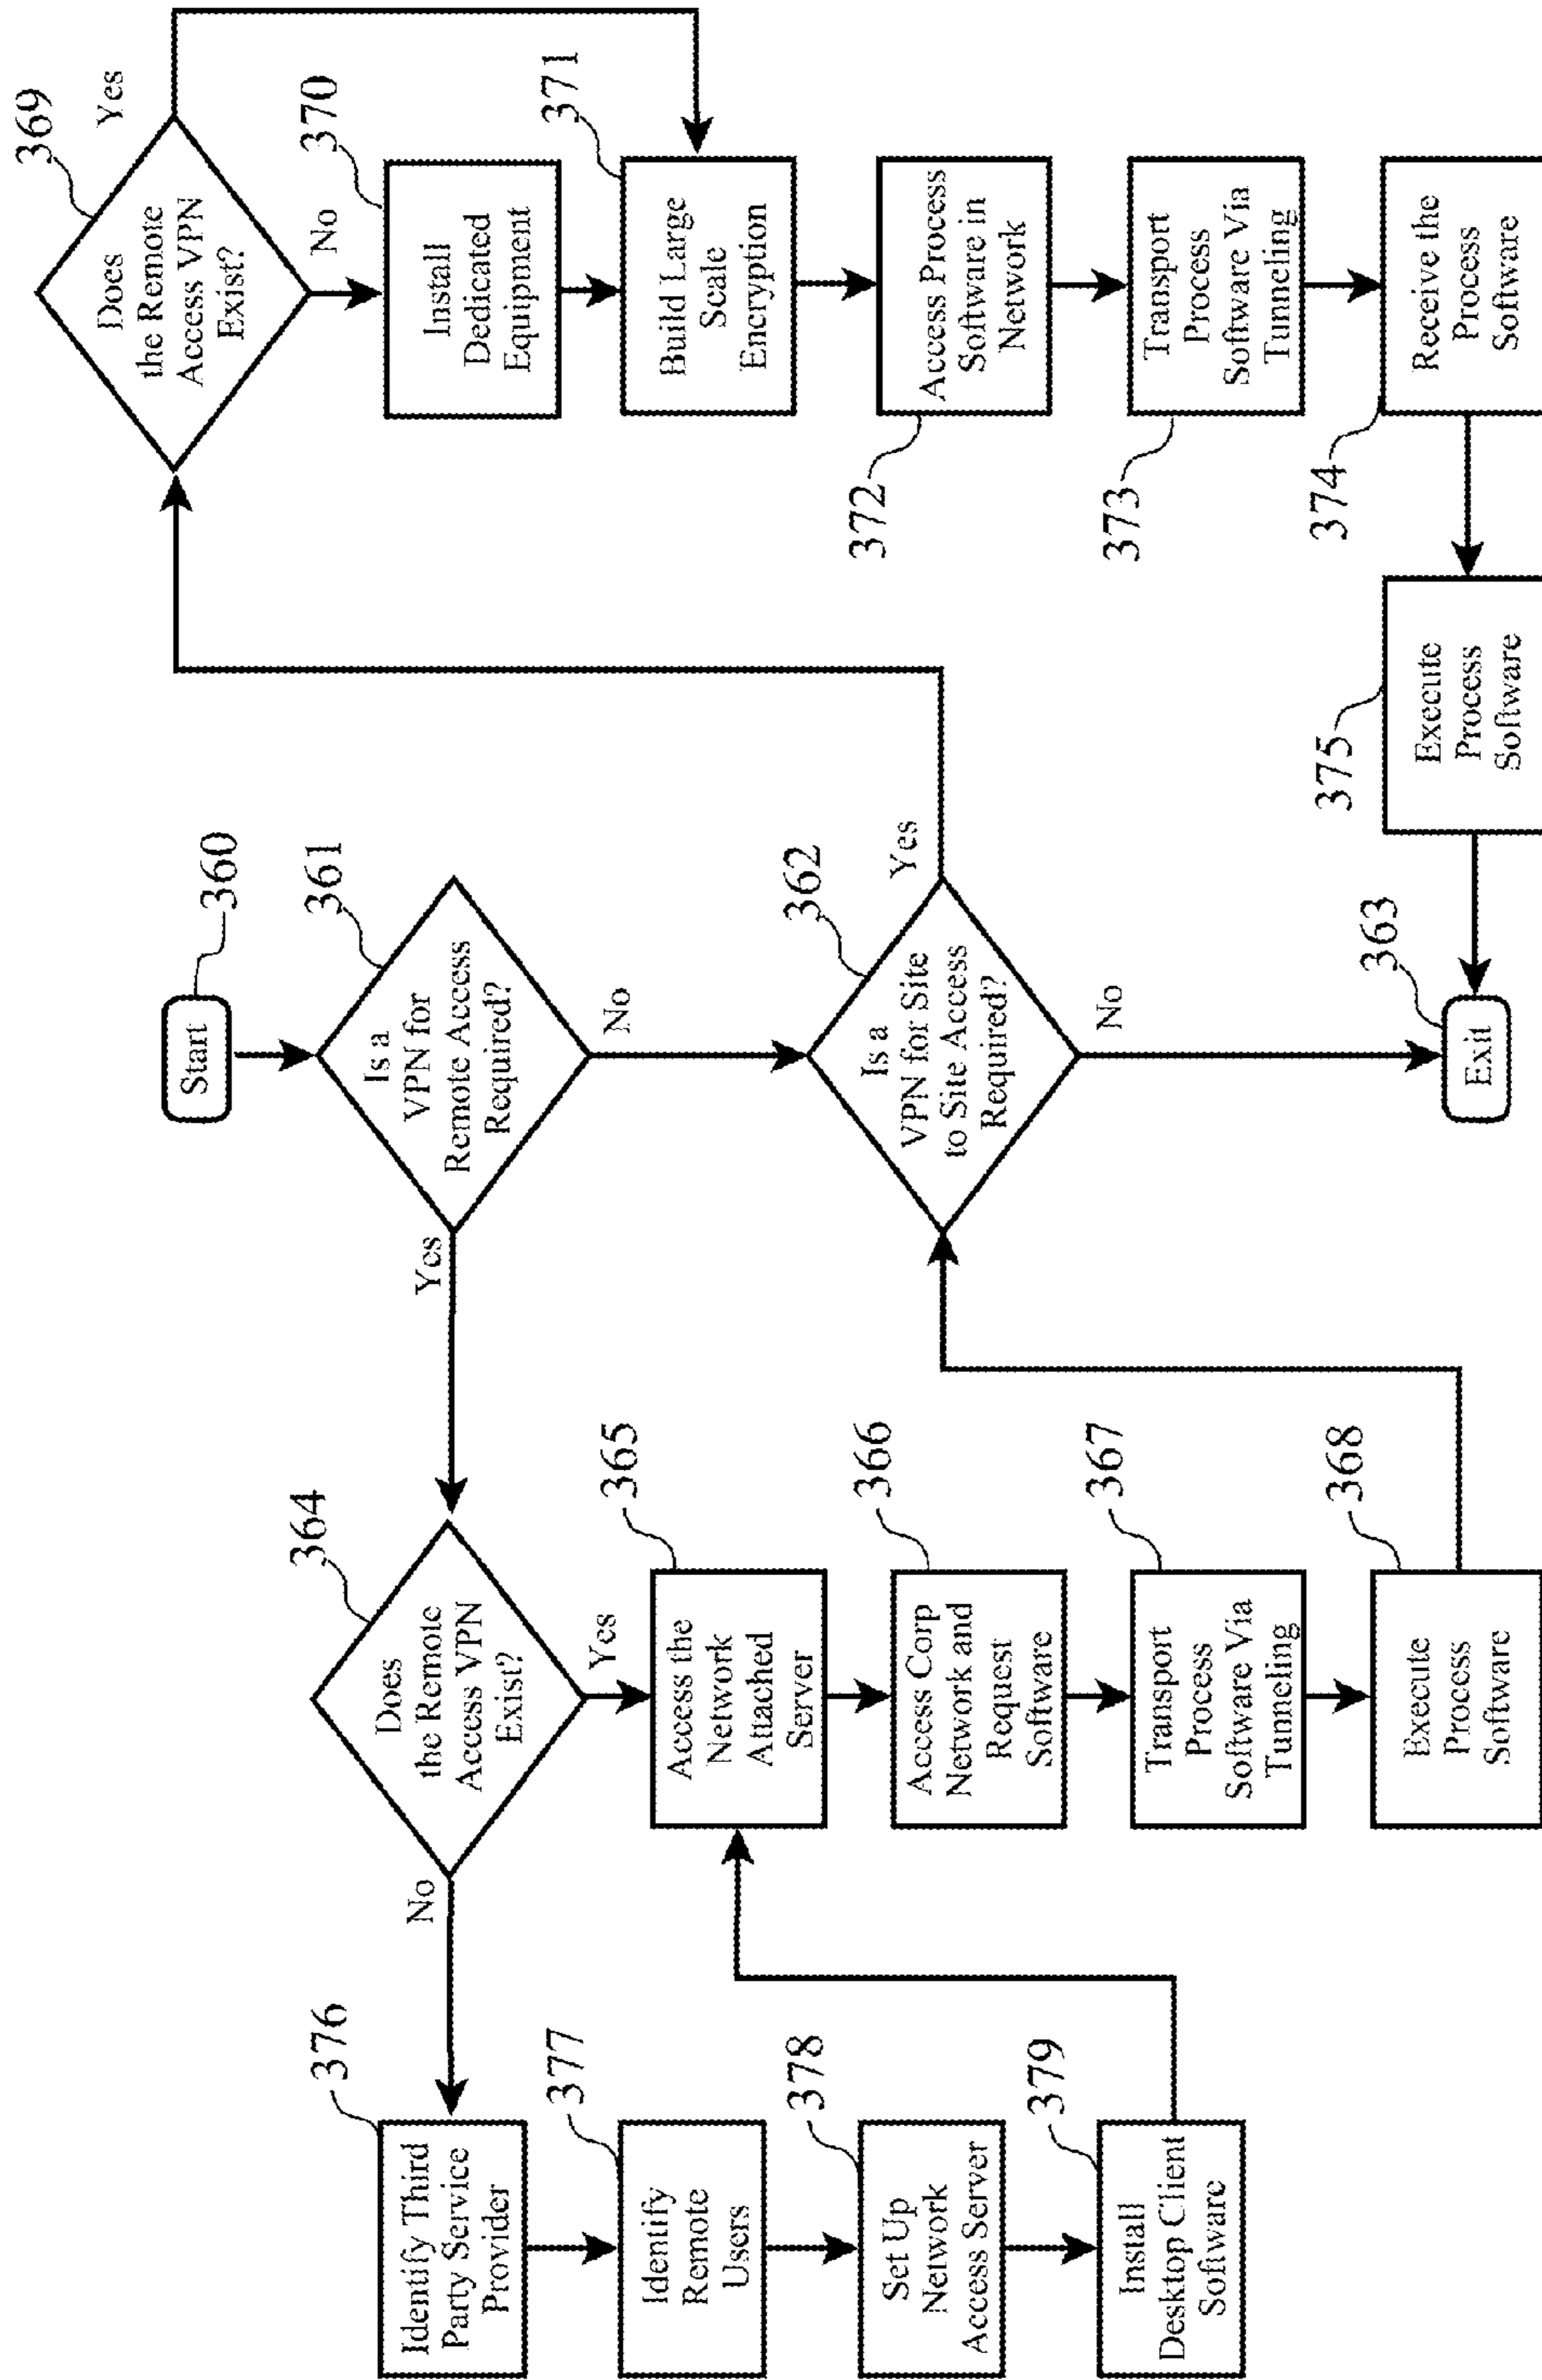 360
Start
361
Is a
VPN for
Remote Access
Required?
Yes
No
362
Is a
VPN for Site
to Site Access
Required?
Yes
No
363
Exit
364
Does
the Remote
Access VPN
Exist?
No
Yes
365
Access the
Network
Attached
Server
366
Access Corp
Network and
Request
Software
367
Transport
Process
Software Via
Tunneling
368
Execute
Process
Software
369
Does
the Remote
Access VPN
Exist?
Yes
No
370
Install
Dedicated
Equipment
371
Build Large
Scale
Encryption
372
Access Process
Software in
Network
373
Transport
Process
Software Via
Tunneling
374
Receive the
Process
Software
375
Execute
Process
Software
376
Identify Third
Party Service
Provider
377
Identify
Remote
Users
378
Set Up
Network
Access Server
379
Install
Desktop Client
Software